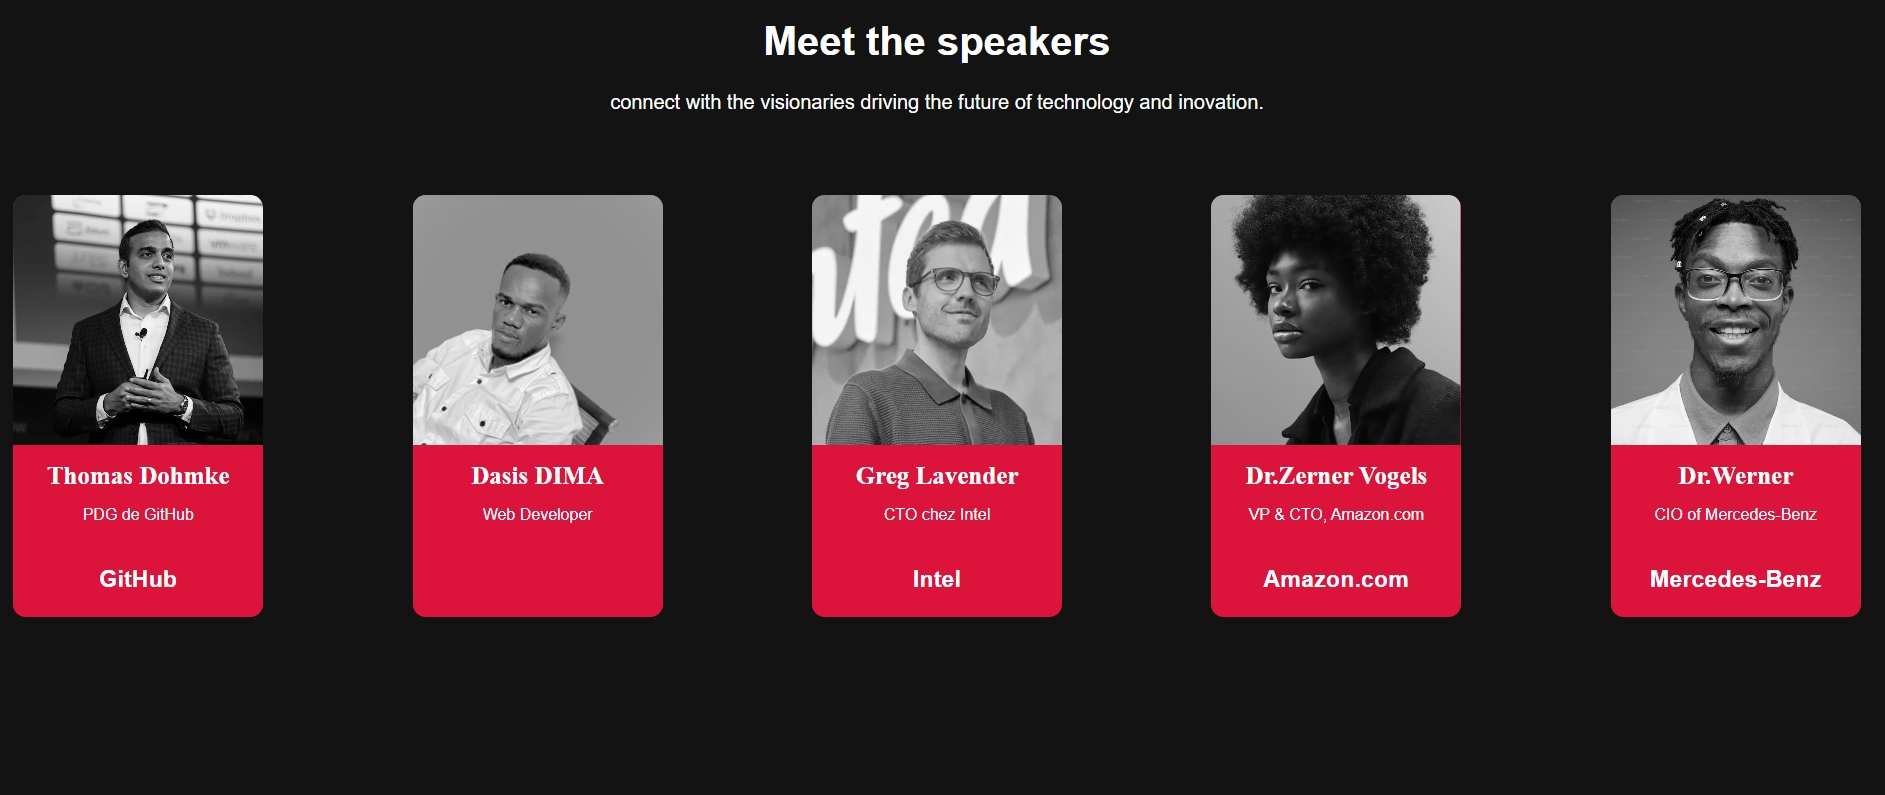 Meet the speakers
connect with the visionaries driving the future of technology and inovation.
Thomas Dohmke
PDG de GitHub
GitHub
Dasis DIMA
Web Developer
Greg Lavender
CTO chez Intel
Intel
Dr.Zerner Vogels
VP & CTO, Amazon.com
Amazon.com
Dr.Werner
CIO of Mercedes-Benz
Mercedes-Benz